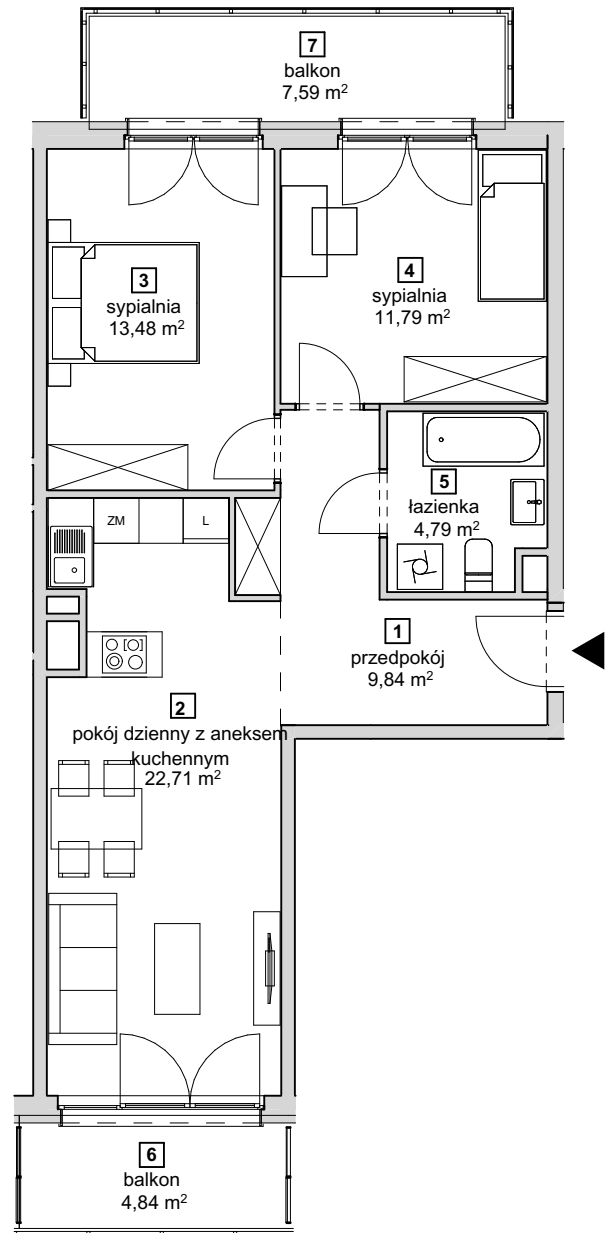 7
balkon
7,59 m²
3
sypialnia
13,48 m²
4
sypialnia
11,79 m²
5
łazienka
4,79 m²
ZM
L
1
przedpokój
9,84 m²
2
pokój dzienny z aneksem
kuchennym
22,71 m²
6
balkon
4,84 m²